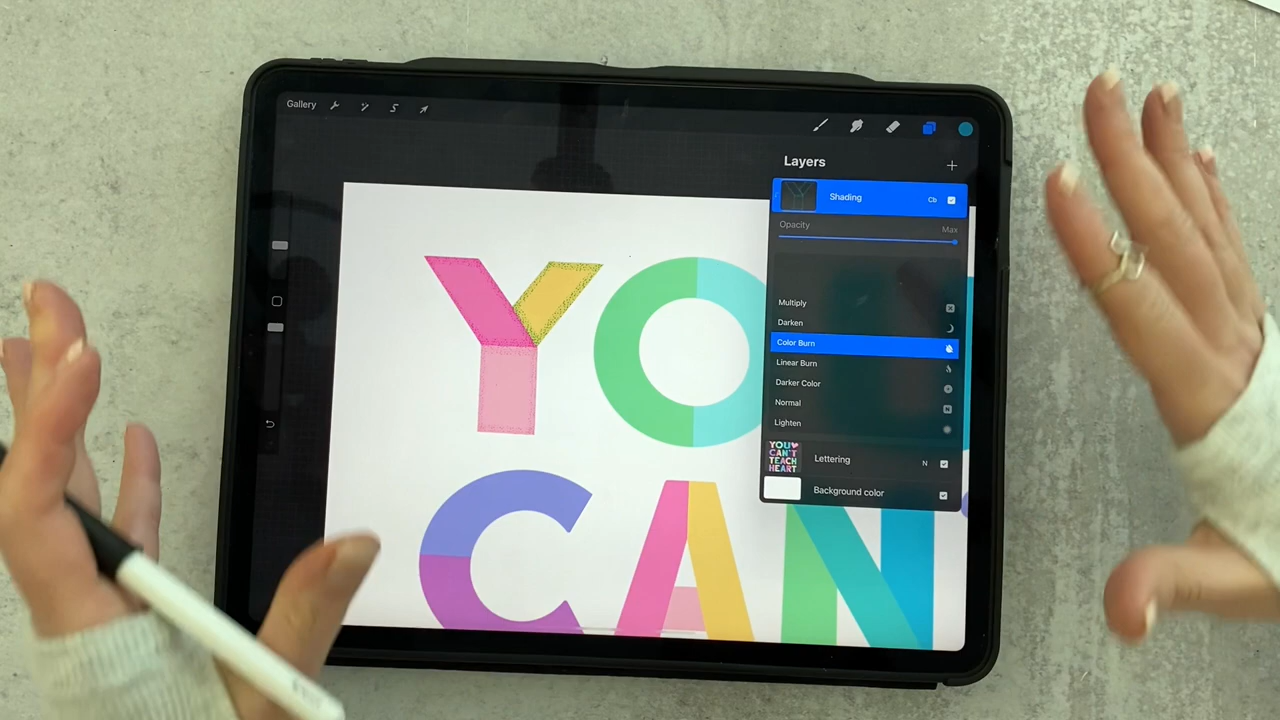 Gallery
Layers
Shading
Cb
Opacity
Max
Multiply
Darken
Color Burn
Linear Burn
Darker Color
Normal
N
Lighten
Lettering
N
YOU
CAN'T
TEACH
HEART
Background color
YO
CAN